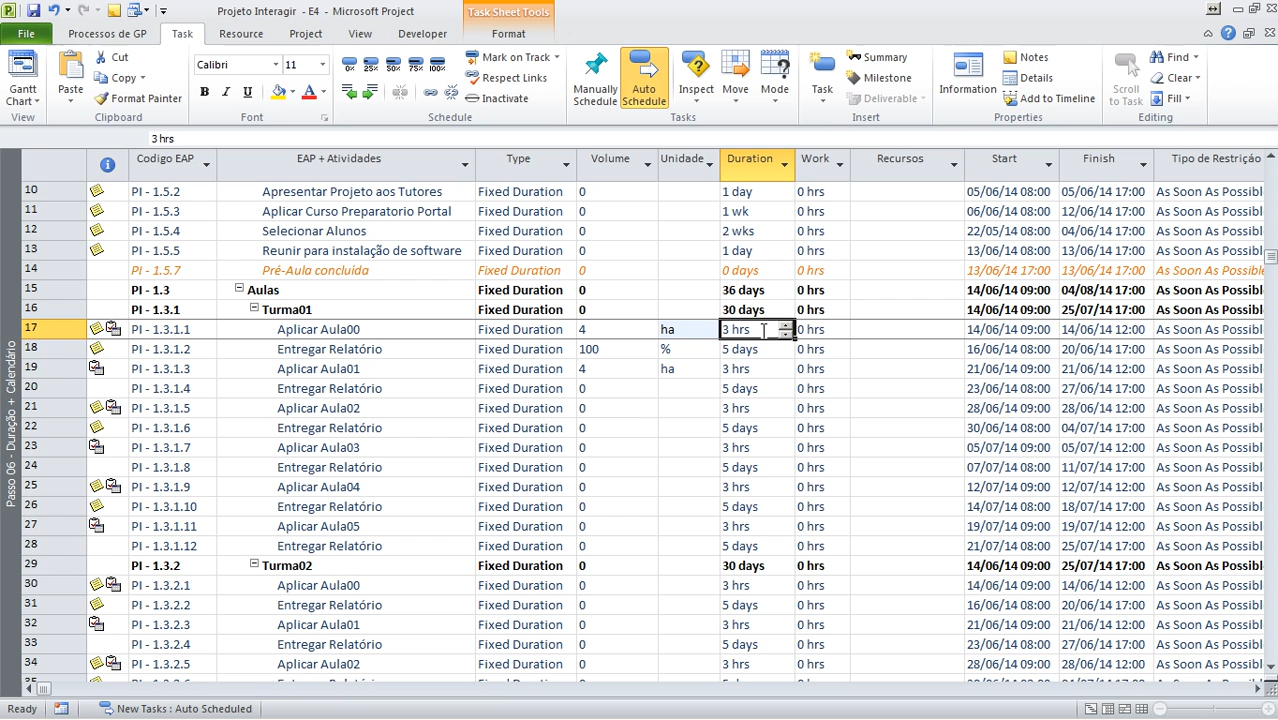 Projeto Interagir - E4 - Microsoft Project
Task Sheet Tools
File Processos de GP Task Resource Project View Developer Format
Gantt Chart
View
Paste
Cut
Copy
Format Painter
Clipboard
Calibri 11
B I U A
Font
0% 25% 50% 75% 100%
Mark on Track
Respect Links
Inactivate
Schedule
Manually Schedule
Auto Schedule
Inspect
Move
Mode
Tasks
Task
Summary
Milestone
Deliverable
Insert
Information
Notes
Details
Add to Timeline
Properties
Scroll to Task
Find
Clear
Fill
Editing
3 hrs
Codigo EAP EAP + Atividades Type Volume Unidade Duration Work Recursos Start Finish Tipo de Restrição
10 PI - 1.5.2 Apresentar Projeto aos Tutores Fixed Duration 0 1 day 0 hrs 05/06/14 08:00 05/06/14 17:00 As Soon As Possibl
11 PI - 1.5.3 Aplicar Curso Preparatorio Portal Fixed Duration 0 1 wk 0 hrs 06/06/14 08:00 12/06/14 17:00 As Soon As Possibl
12 PI - 1.5.4 Selecionar Alunos Fixed Duration 0 2 wks 0 hrs 22/05/14 08:00 04/06/14 17:00 As Soon As Possibl
13 PI - 1.5.5 Reunir para instalação de software Fixed Duration 0 1 day 0 hrs 13/06/14 08:00 13/06/14 17:00 As Soon As Possibl
14 PI - 1.5.7 Pré-Aula concluída Fixed Duration 0 0 days 0 hrs 13/06/14 17:00 13/06/14 17:00 As Soon As Possibl
15 PI - 1.3 Aulas Fixed Duration 0 36 days 0 hrs 14/06/14 09:00 04/08/14 17:00 As Soon As Possibl
16 PI - 1.3.1 Turma01 Fixed Duration 0 30 days 0 hrs 14/06/14 09:00 25/07/14 17:00 As Soon As Possibl
17 PI - 1.3.1.1 Aplicar Aula00 Fixed Duration 4 ha 3 hrs 0 hrs 14/06/14 09:00 14/06/14 12:00 As Soon As Possibl
18 PI - 1.3.1.2 Entregar Relatório Fixed Duration 100 % 5 days 0 hrs 16/06/14 08:00 20/06/14 17:00 As Soon As Possibl
19 PI - 1.3.1.3 Aplicar Aula01 Fixed Duration 4 ha 3 hrs 0 hrs 21/06/14 09:00 21/06/14 12:00 As Soon As Possibl
20 PI - 1.3.1.4 Entregar Relatório Fixed Duration 0 5 days 0 hrs 23/06/14 08:00 27/06/14 17:00 As Soon As Possibl
21 PI - 1.3.1.5 Aplicar Aula02 Fixed Duration 0 3 hrs 0 hrs 28/06/14 09:00 28/06/14 12:00 As Soon As Possibl
22 PI - 1.3.1.6 Entregar Relatório Fixed Duration 0 5 days 0 hrs 30/06/14 08:00 04/07/14 17:00 As Soon As Possibl
23 PI - 1.3.1.7 Aplicar Aula03 Fixed Duration 0 3 hrs 0 hrs 05/07/14 09:00 05/07/14 12:00 As Soon As Possibl
24 PI - 1.3.1.8 Entregar Relatório Fixed Duration 0 5 days 0 hrs 07/07/14 08:00 11/07/14 17:00 As Soon As Possibl
25 PI - 1.3.1.9 Aplicar Aula04 Fixed Duration 0 3 hrs 0 hrs 12/07/14 09:00 12/07/14 12:00 As Soon As Possibl
26 PI - 1.3.1.10 Entregar Relatório Fixed Duration 0 5 days 0 hrs 14/07/14 08:00 18/07/14 17:00 As Soon As Possibl
27 PI - 1.3.1.11 Aplicar Aula05 Fixed Duration 0 3 hrs 0 hrs 19/07/14 09:00 19/07/14 12:00 As Soon As Possibl
28 PI - 1.3.1.12 Entregar Relatório Fixed Duration 0 5 days 0 hrs 21/07/14 08:00 25/07/14 17:00 As Soon As Possibl
29 PI - 1.3.2 Turma02 Fixed Duration 0 30 days 0 hrs 14/06/14 09:00 25/07/14 17:00 As Soon As Possibl
30 PI - 1.3.2.1 Aplicar Aula00 Fixed Duration 0 3 hrs 0 hrs 14/06/14 09:00 14/06/14 12:00 As Soon As Possibl
31 PI - 1.3.2.2 Entregar Relatório Fixed Duration 0 5 days 0 hrs 16/06/14 08:00 20/06/14 17:00 As Soon As Possibl
32 PI - 1.3.2.3 Aplicar Aula01 Fixed Duration 0 3 hrs 0 hrs 21/06/14 09:00 21/06/14 12:00 As Soon As Possibl
33 PI - 1.3.2.4 Entregar Relatório Fixed Duration 0 5 days 0 hrs 23/06/14 08:00 27/06/14 17:00 As Soon As Possibl
34 PI - 1.3.2.5 Aplicar Aula02 Fixed Duration 0 3 hrs 0 hrs 28/06/14 09:00 28/06/14 12:00 As Soon As Possibl
Passo 06 - Duração + Calendário
Ready New Tasks : Auto Scheduled